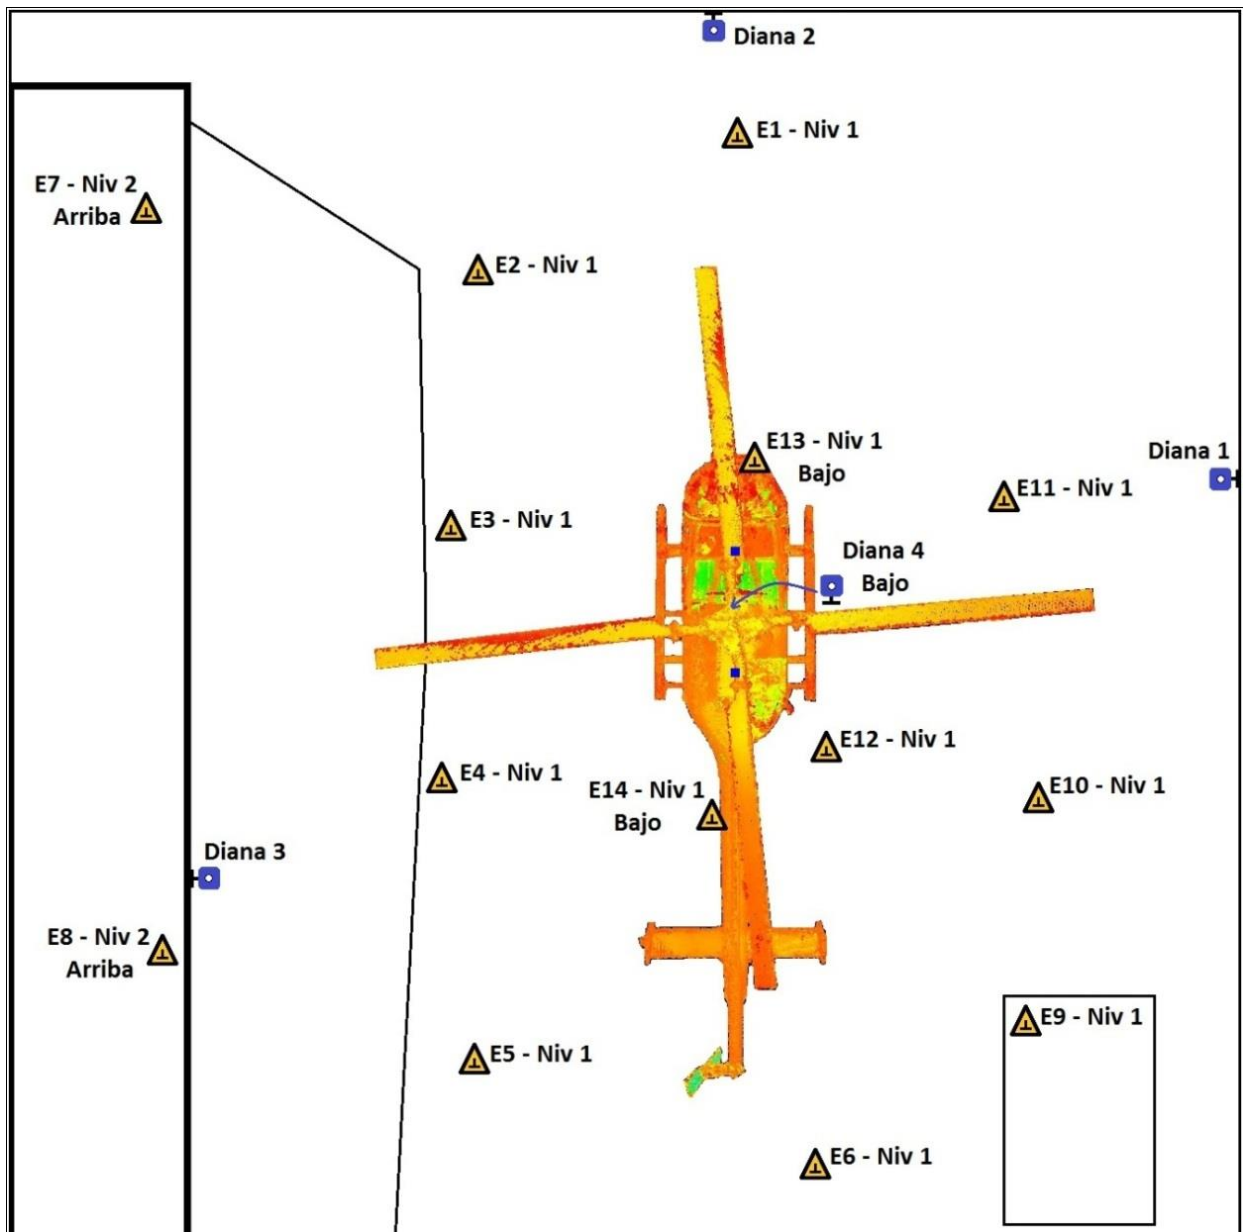 Diana 2
E1 - Niv 1
E7 - Niv 2
Arriba
E2 - Niv 1
E13 - Niv 1
Bajo
Diana 1
E11 - Niv 1
E3 - Niv 1
Diana 4
Bajo
E12 - Niv 1
E4 - Niv 1
E14 - Niv 1
Bajo
E10 - Niv 1
Diana 3
E8 - Niv 2
Arriba
E9 - Niv 1
E5 - Niv 1
E6 - Niv 1